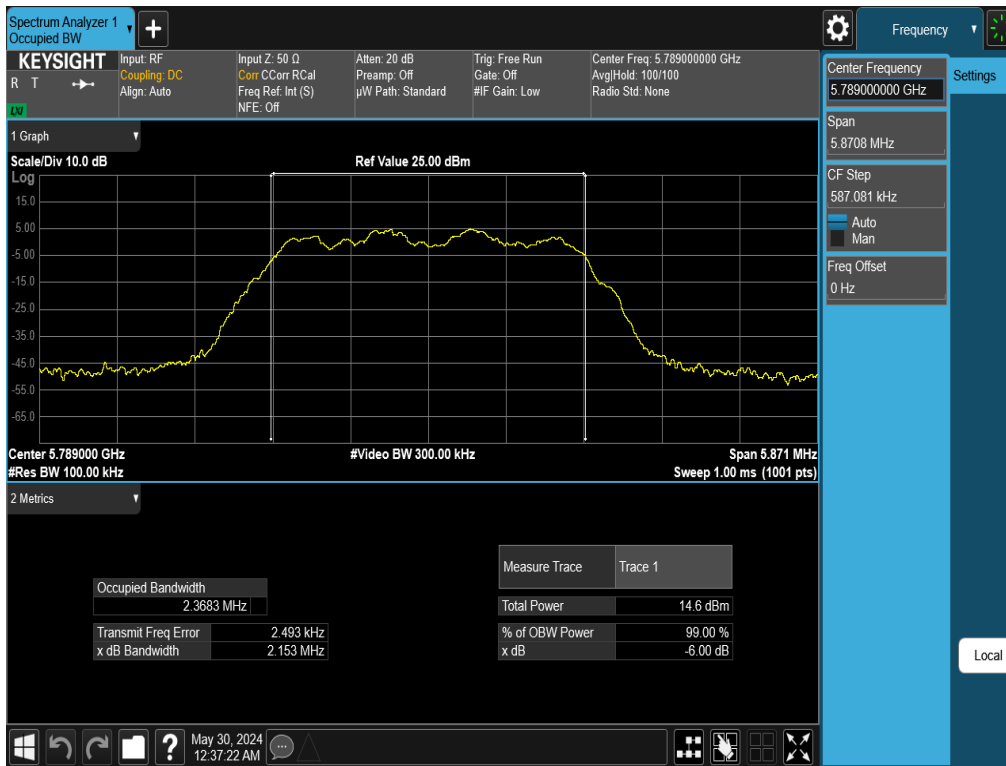 Spectrum Analyzer 1
Occupied BW
+
Frequency
KEYSIGHT
R T
LXI
Input: RF
Coupling: DC
Align: Auto
Input Z: 50 Ω
Corr CCorr RCal
Freq Ref: Int (S)
NFE: Off
Atten: 20 dB
Preamp: Off
µW Path: Standard
Trig: Free Run
Gate: Off
#IF Gain: Low
Center Freq: 5.789000000 GHz
Avg|Hold: 100/100
Radio Std: None
Center Frequency
5.789000000 GHz
Settings
Span
5.8708 MHz
CF Step
587.081 kHz
Auto
Man
Freq Offset
0 Hz
1 Graph
Scale/Div 10.0 dB
Ref Value 25.00 dBm
Log
15.0
5.00
-5.00
-15.0
-25.0
-35.0
-45.0
-55.0
-65.0
Center 5.789000 GHz
#Video BW 300.00 kHz
Span 5.871 MHz
#Res BW 100.00 kHz
Sweep 1.00 ms (1001 pts)
2 Metrics
Measure Trace Trace 1
Occupied Bandwidth
2.3683 MHz
Total Power 14.6 dBm
Transmit Freq Error 2.493 kHz
% of OBW Power 99.00 %
x dB Bandwidth 2.153 MHz
x dB -6.00 dB
Local
?
May 30, 2024
12:37:22 AM